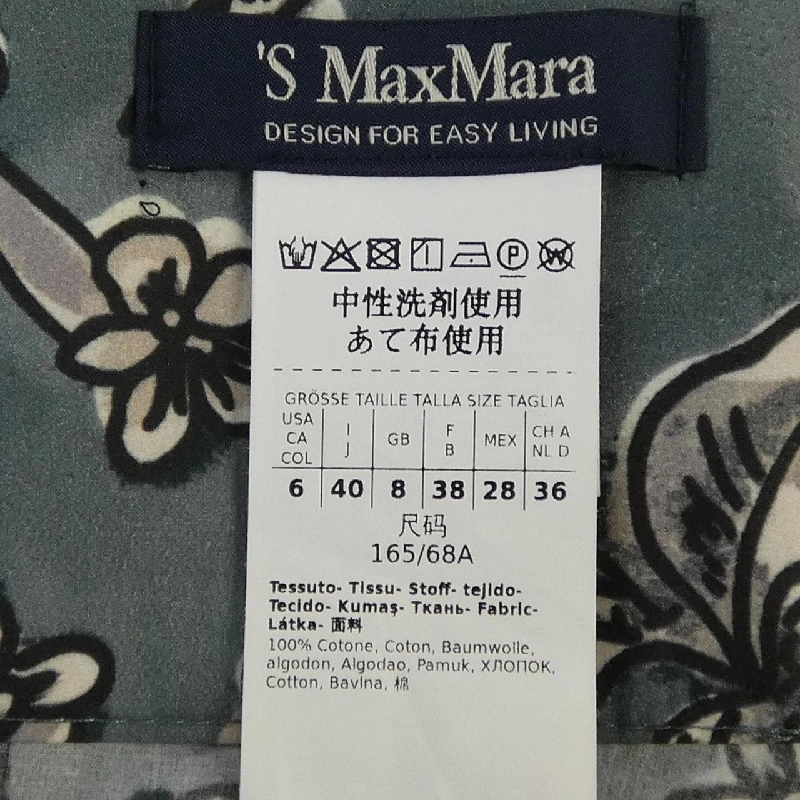 'S MaxMara
DESIGN FOR EASY LIVING
P W
中性洗剤使用
あて布使用
GRÖSSE TAILLE TALLA SIZE TAGLIA
USA CA COL I J GB F B MEX CH A NL D
6 40 8 38 28 36
尺码
165/68A
Tessuto- Tissu- Stoff- tejido-
Tecido- Kumaş- Ткань- Fabric-
Látka- 面料
100% Cotone, Coton, Baumwolle,
algodon, Algodao, Pamuk, ХЛОПОК,
Cotton, Bavlna, 棉